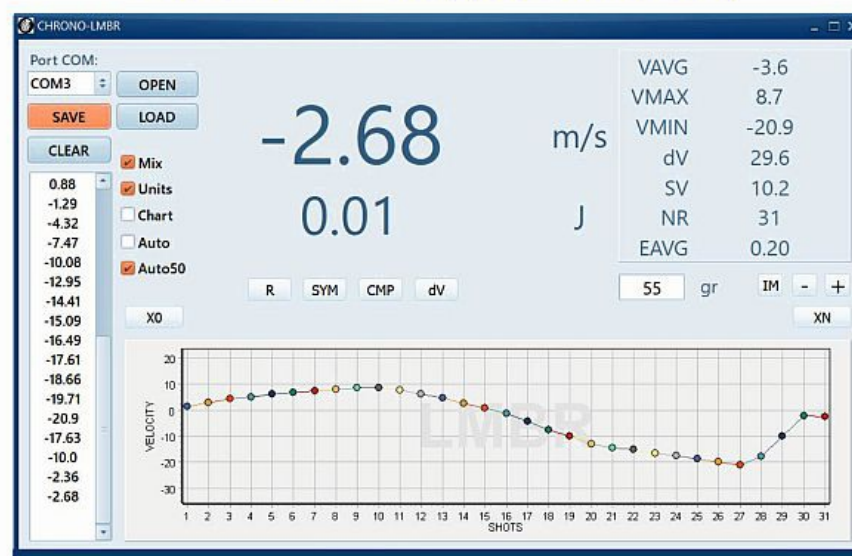 CHRONO-LMBR
Port COM:
COM3
OPEN
SAVE
LOAD
CLEAR
Mix
Units
Chart
Auto
Auto50
0.88
-1.29
-4.32
-7.47
-10.08
-12.95
-14.41
-15.09
-16.49
-17.61
-18.66
-19.71
-20.9
-17.63
-10.0
-2.36
-2.68
-2.68 m/s
0.01 J
R SYM CMP dV
X0
VAVG -3.6
VMAX 8.7
VMIN -20.9
dV 29.6
SV 10.2
NR 31
EAVG 0.20
55 gr IM - +
XN
LMBR
VELOCITY
20
10
0
-10
-20
-30
1 2 3 4 5 6 7 8 9 10 11 12 13 14 15 16 17 18 19 20 21 22 23 24 25 26 27 28 29 30 31
SHOTS